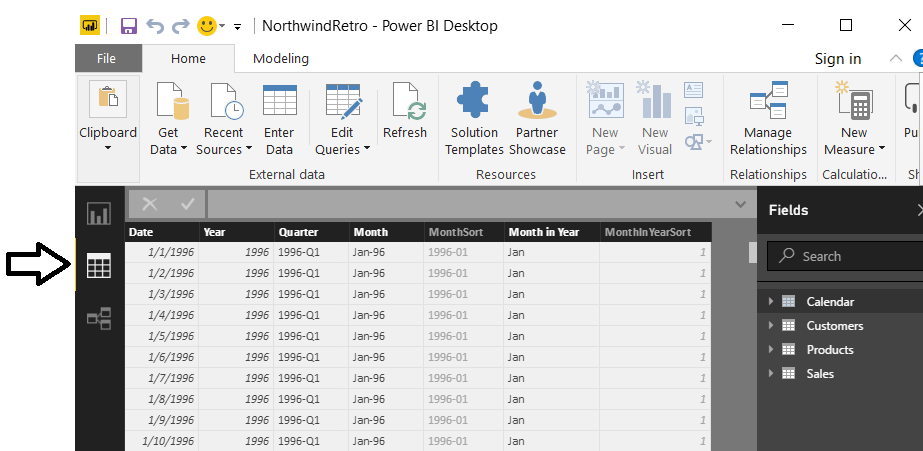 NorthwindRetro - Power BI Desktop
File Home Modeling Sign in
Clipboard Get Data Recent Sources Enter Data Edit Queries Refresh Solution Templates Partner Showcase New Page New Visual Manage Relationships New Measure Pu
External data Resources Insert Relationships Calculatio... Sh
Fields
Date Year Quarter Month MonthSort Month in Year MonthInYearSort
1/1/1996 1996 1996-Q1 Jan-96 1996-01 Jan 1
Search
1/2/1996 1996 1996-Q1 Jan-96 1996-01 Jan 1
1/3/1996 1996 1996-Q1 Jan-96 1996-01 Jan 1
Calendar
1/4/1996 1996 1996-Q1 Jan-96 1996-01 Jan 1
Customers
1/5/1996 1996 1996-Q1 Jan-96 1996-01 Jan 1
Products
1/6/1996 1996 1996-Q1 Jan-96 1996-01 Jan 1
Sales
1/7/1996 1996 1996-Q1 Jan-96 1996-01 Jan 1
1/8/1996 1996 1996-Q1 Jan-96 1996-01 Jan 1
1/9/1996 1996 1996-Q1 Jan-96 1996-01 Jan 1
1/10/1996 1996 1996-Q1 Jan-96 1996-01 Jan 1